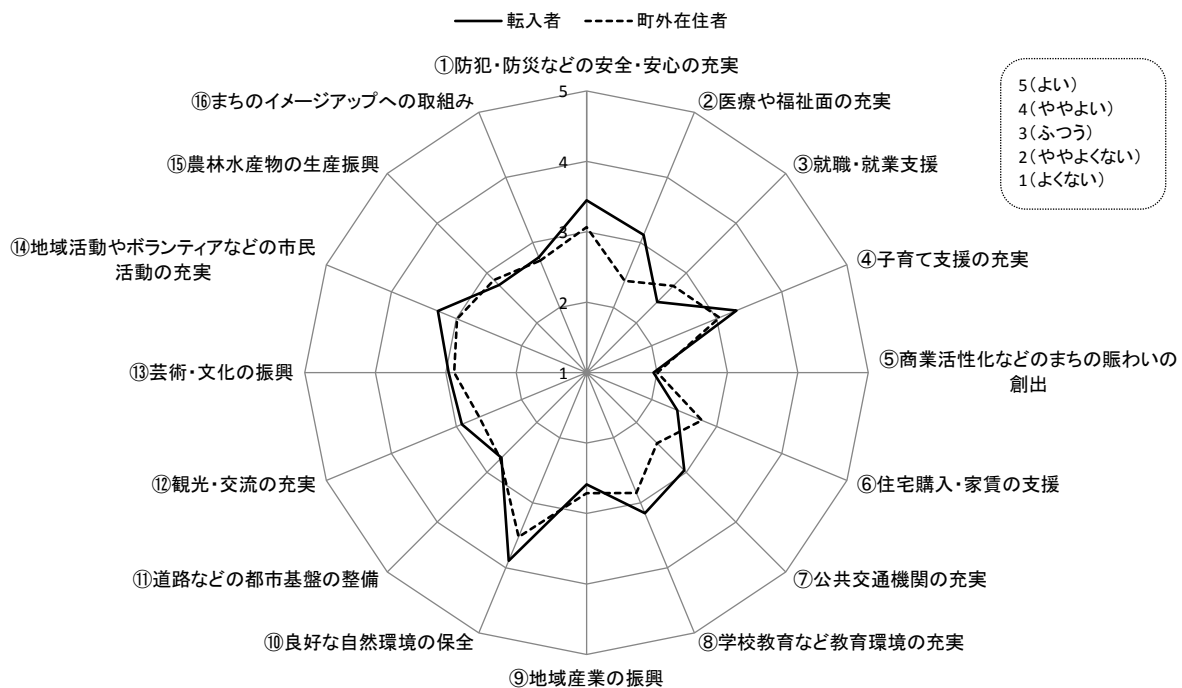 転入者
町外在住者
①防犯・防災などの安全・安心の充実
②医療や福祉面の充実
③就職・就業支援
④子育て支援の充実
⑤商業活性化などのまちの賑わいの
創出
⑥住宅購入・家賃の支援
⑦公共交通機関の充実
⑧学校教育など教育環境の充実
⑨地域産業の振興
⑩良好な自然環境の保全
⑪道路などの都市基盤の整備
⑫観光・交流の充実
⑬芸術・文化の振興
⑭地域活動やボランティアなどの市民
活動の充実
⑮農林水産物の生産振興
⑯まちのイメージアップへの取組み
5
4
3
2
1
5(よい)
4(ややよい)
3(ふつう)
2(ややよくない)
1(よくない)